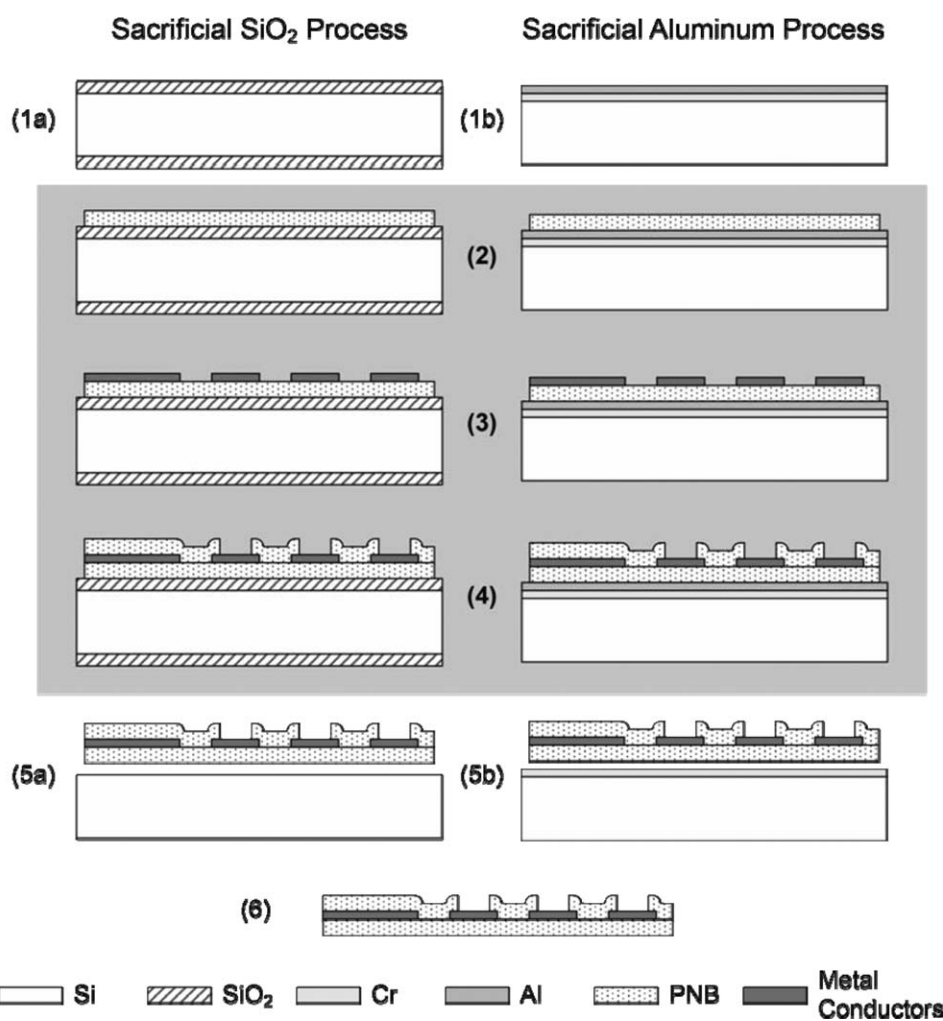 Sacrificial SiO₂ Process
Sacrificial Aluminum Process
(1a)
(1b)
(2)
(3)
(4)
(5a)
(5b)
(6)
Si
SiO₂
Cr
Al
PNB
Metal
Conductors